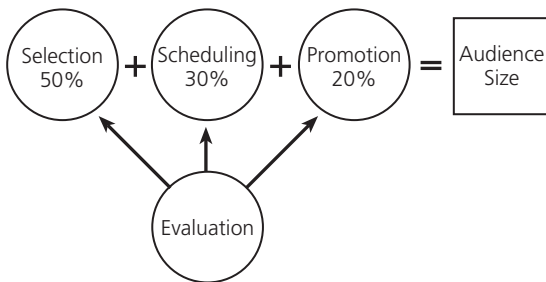 Selection
50%
+
Scheduling
30%
+
Promotion
20%
=
Audience
Size
Evaluation